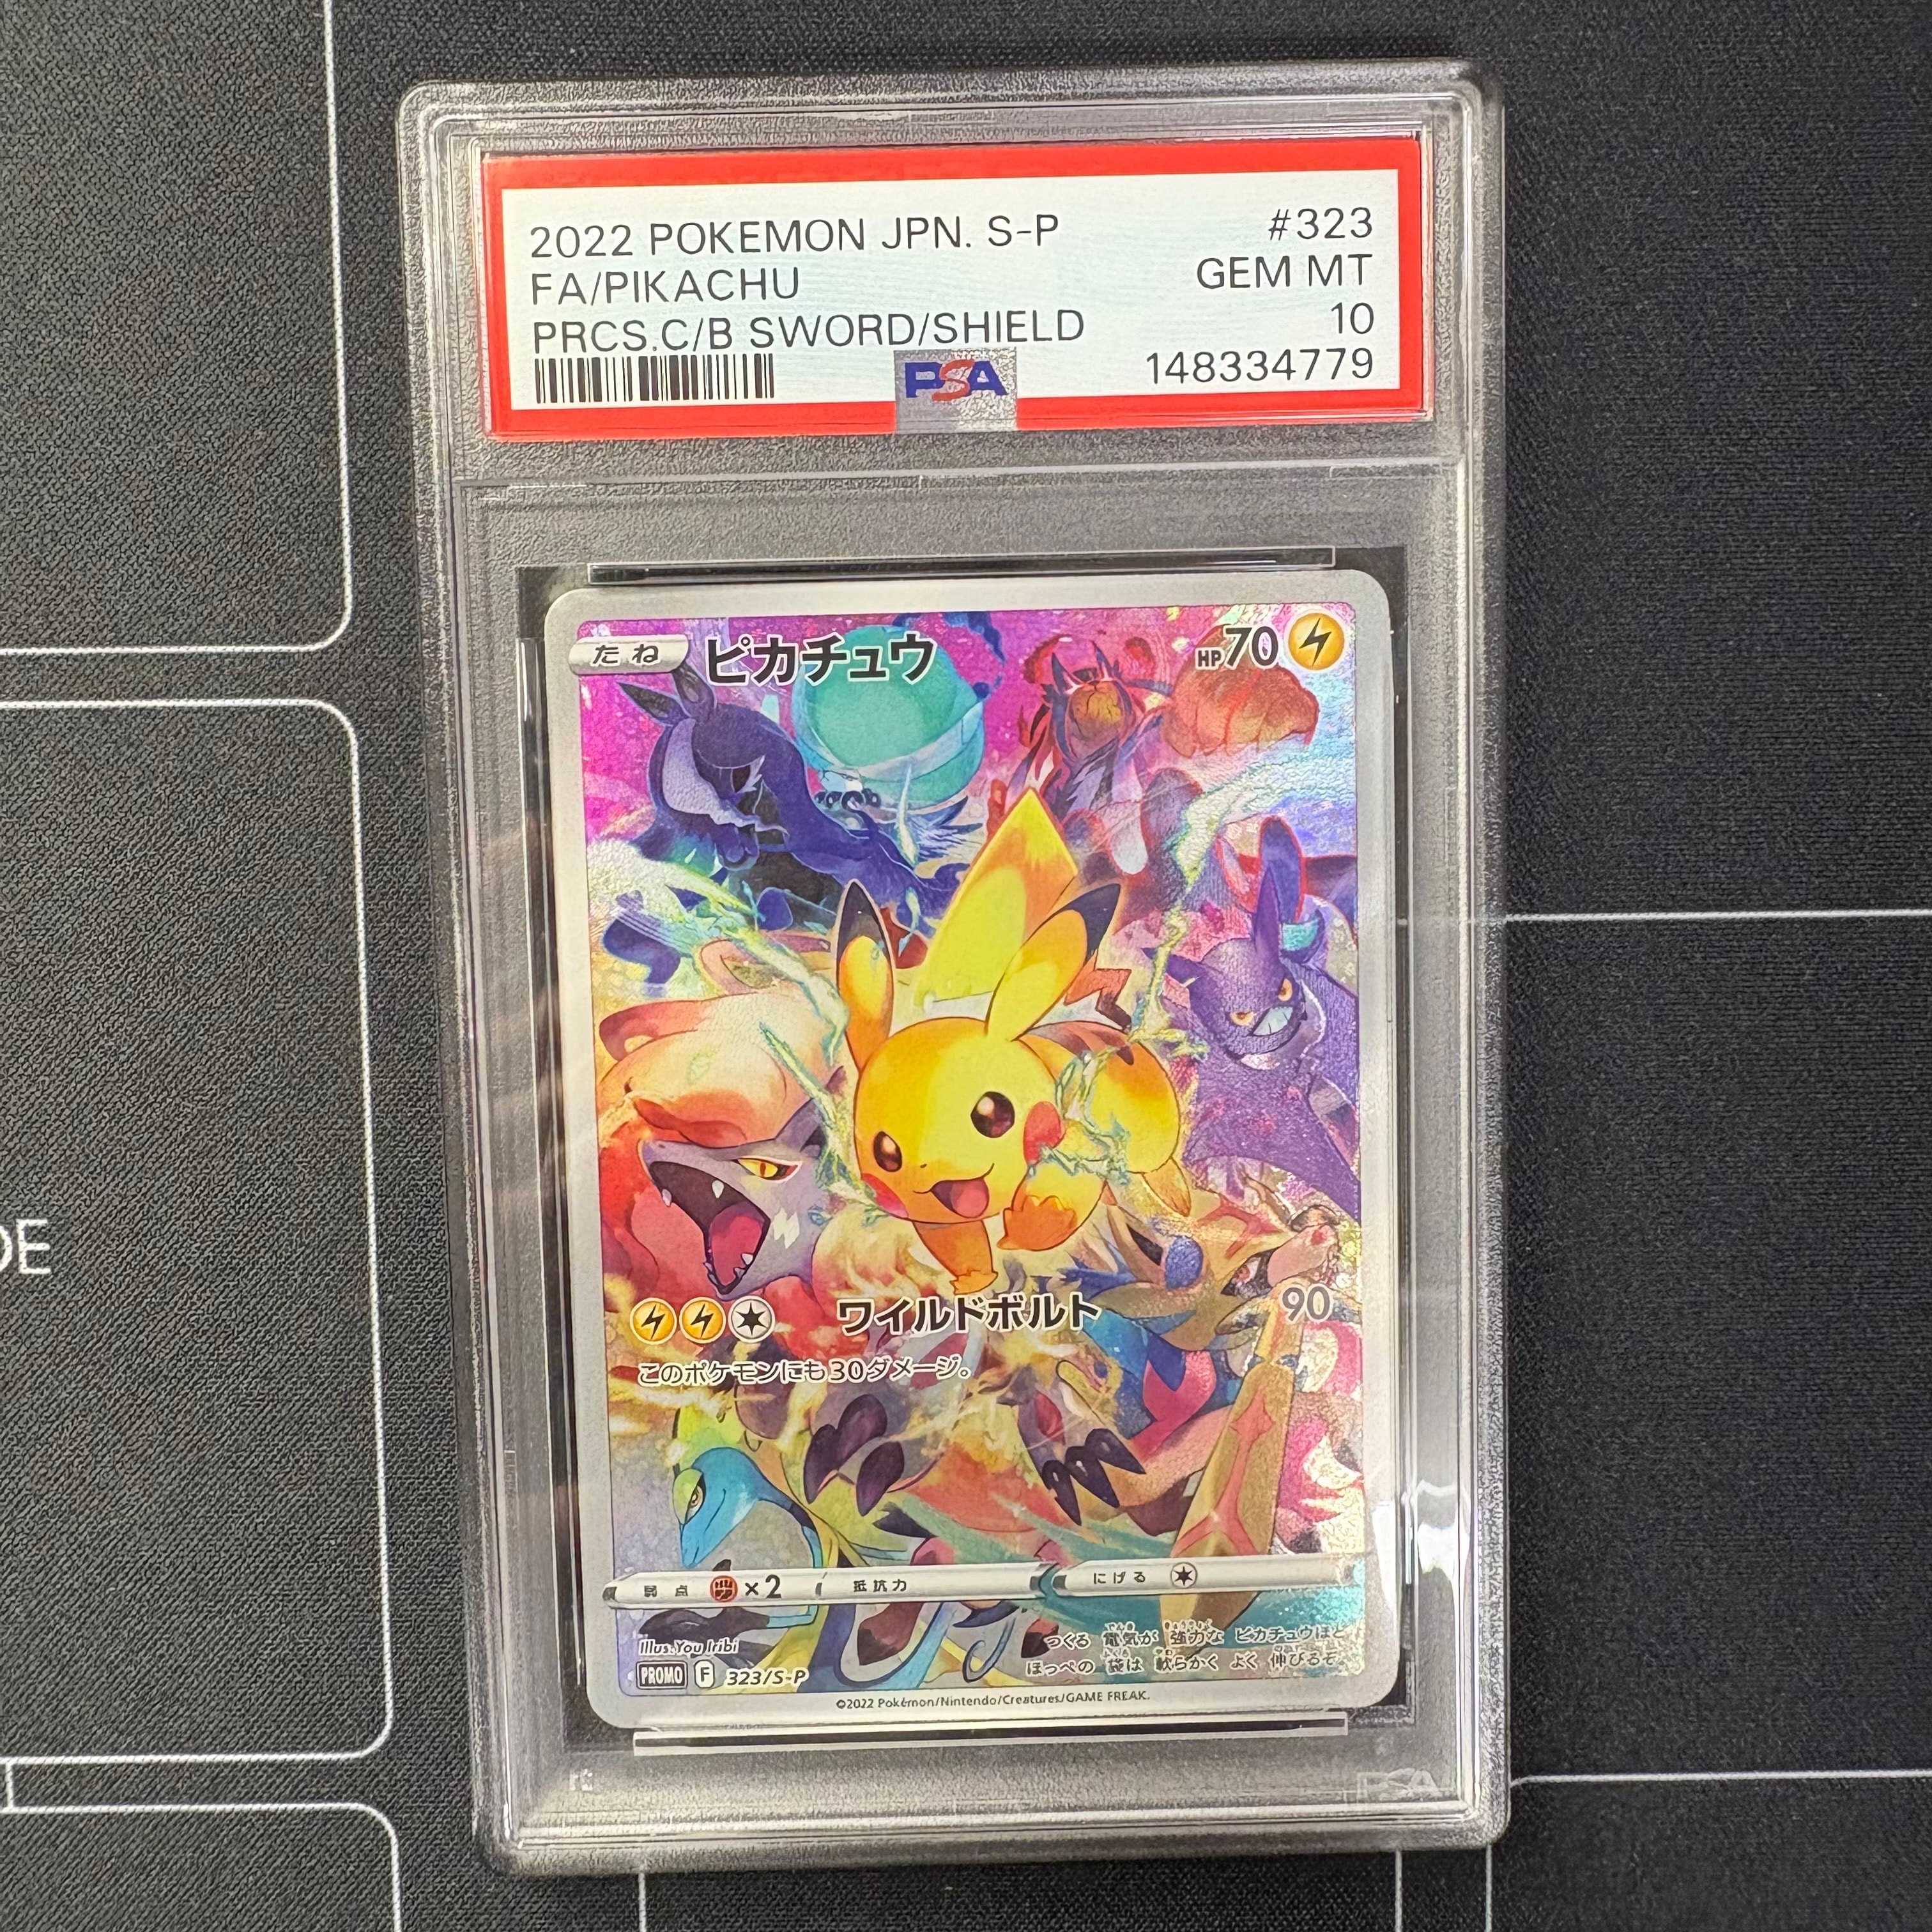 2022 POKEMON JPN. S-P #323
FA/PIKACHU GEM MT
PRCS.C/B SWORD/SHIELD 10
PSA 148334779
たね ピカチュウ HP70
ワイルドボルト 90
このポケモンにも30ダメージ。
弱点 ×2 抵抗力 にげる
Illus. You Iribi
つくる 電気が 強力な ピカチュウほど
ほっぺの 袋は 軟らかく よく 伸びるぞ
PROMO F 323/S-P
©2022 Pokémon/Nintendo/Creatures/GAME FREAK.
PSA